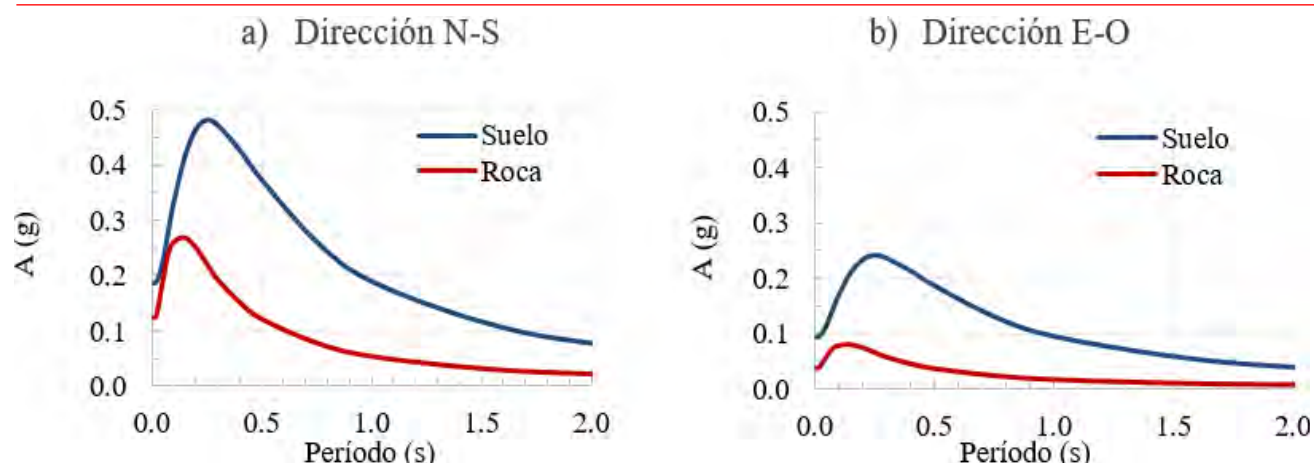 a) Dirección N-S
0.5
0.4
0.3
0.2
0.1
0.0
A (g)
Suelo
Roca
0.0 0.5 1.0 1.5 2.0
Período (s)
b) Dirección E-O
0.5
0.4
0.3
0.2
0.1
0.0
A (g)
Suelo
Roca
0.0 0.5 1.0 1.5 2.0
Período (s)